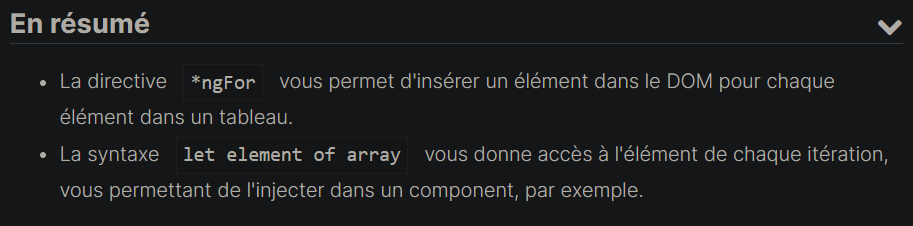 En résumé
La directive *ngFor vous permet d'insérer un élément dans le DOM pour chaque
élément dans un tableau.
La syntaxe let element of array vous donne accès à l'élément de chaque itération,
vous permettant de l'injecter dans un component, par exemple.